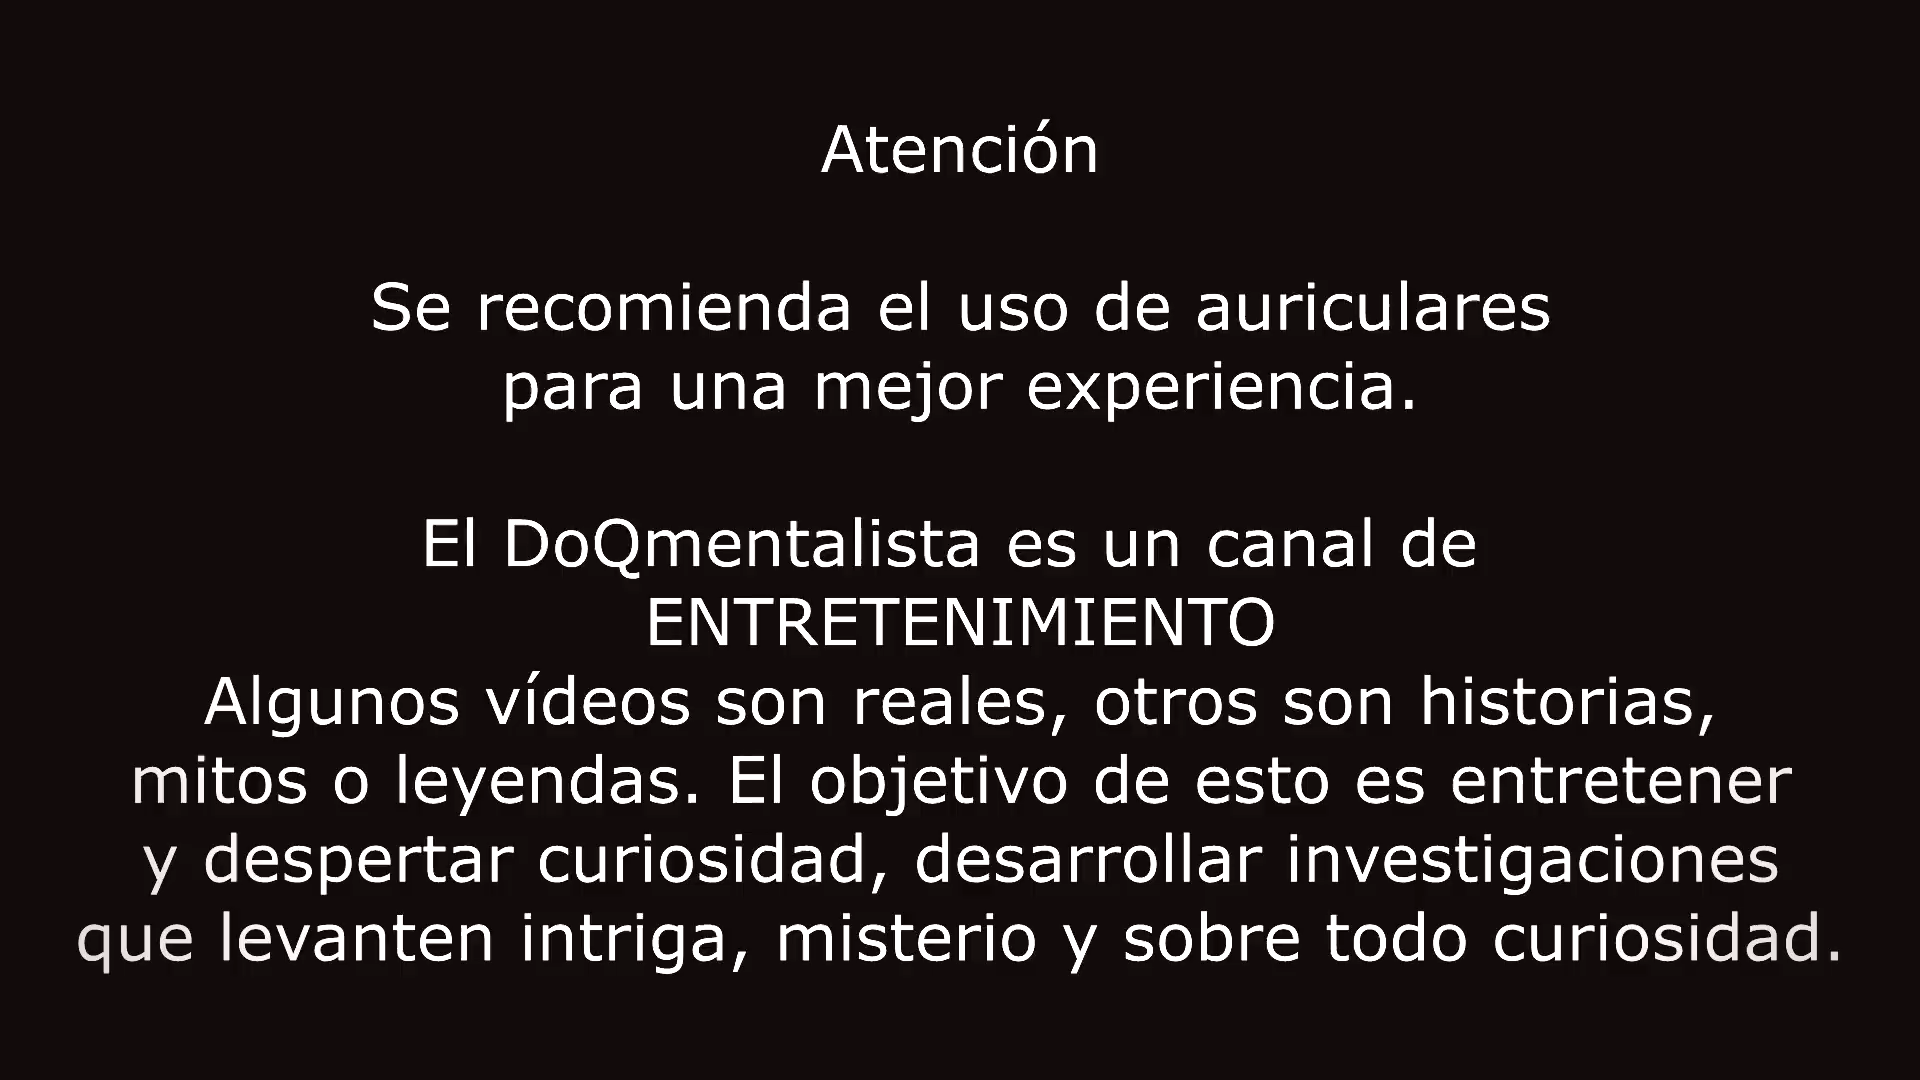 Atención
Se recomienda el uso de auriculares
para una mejor experiencia.
El DoQmentalista es un canal de
ENTRETENIMIENTO
Algunos vídeos son reales, otros son historias,
mitos o leyendas. El objetivo de esto es entretener
y despertar curiosidad, desarrollar investigaciones
que levanten intriga, misterio y sobre todo curiosidad.